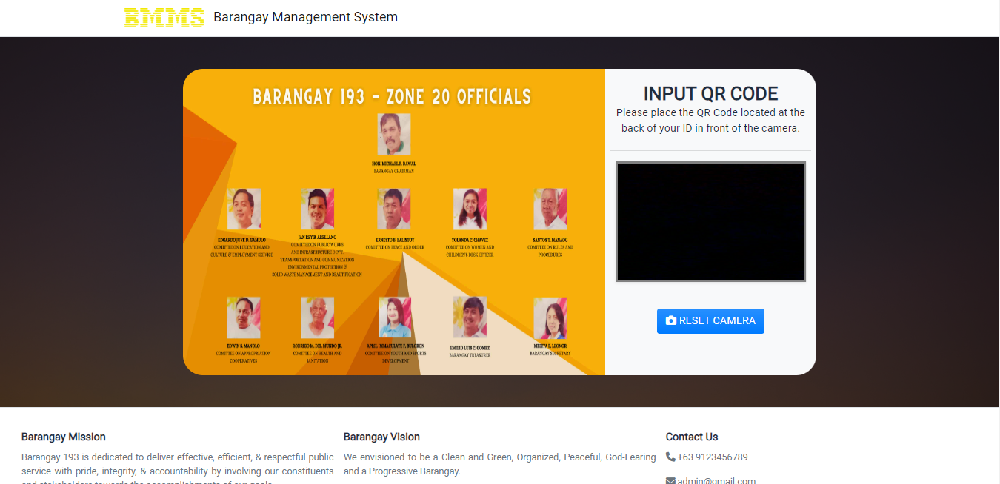 BMMS Barangay Management System
BARANGAY 193 - ZONE 20 OFFICIALS
HON. MICHAEL F. DAWAL
BARANGAY CHAIRMAN
EDGARDO JUVE D. GAMULO
COMITTEE ON EDUCATION AND
CULTURE & EMPLOYMENT SERVICE
JAN REY B. ARELLANO
COMITTEE ON PUBLIC WORKS
AND INFRASTRUCTURE DEV'T.
TRANSPORTATION AND COMMUNICATION
ENVIRONMENTAL PROTECTION &
SOLID WASTE MANAGEMENT AND BEAUTIFICATION
ERNESTO B. BALISTOY
COMITTEE ON PEACE AND ORDER
YOLANDA C. CHAVEZ
COMITTEE ON WOMEN AND
CHILDREN'S DESK OFFICER
SANTOS T. MANAOG
COMITTEE ON RULES AND
PROCEDURES
EDWIN B. MANOLO
COMITTEE ON APPROPRIATION
COOPERATIVES
RODRIGO M. DEL MUNDO JR.
COMITTEE ON HEALTH AND
SANITATION
APRIL IMMACULATE F. BULORON
COMITTEE ON YOUTH AND SPORTS
DEVELOPMENT
EMILIO LUIS C. GOMEZ
BARANGAY TREASURER
MELITA L. LLONOR
BARANGAY SECRETARY
INPUT QR CODE
Please place the QR Code located at the
back of your ID in front of the camera.
RESET CAMERA
Barangay Mission
Barangay 193 is dedicated to deliver effective, efficient, & respectful public
service with pride, integrity, & accountability by involving our constituents
and stakeholders towards the accomplishments of our goals.
Barangay Vision
We envisioned to be a Clean and Green, Organized, Peaceful, God-Fearing
and a Progressive Barangay.
Contact Us
+63 9123456789
admin@gmail.com